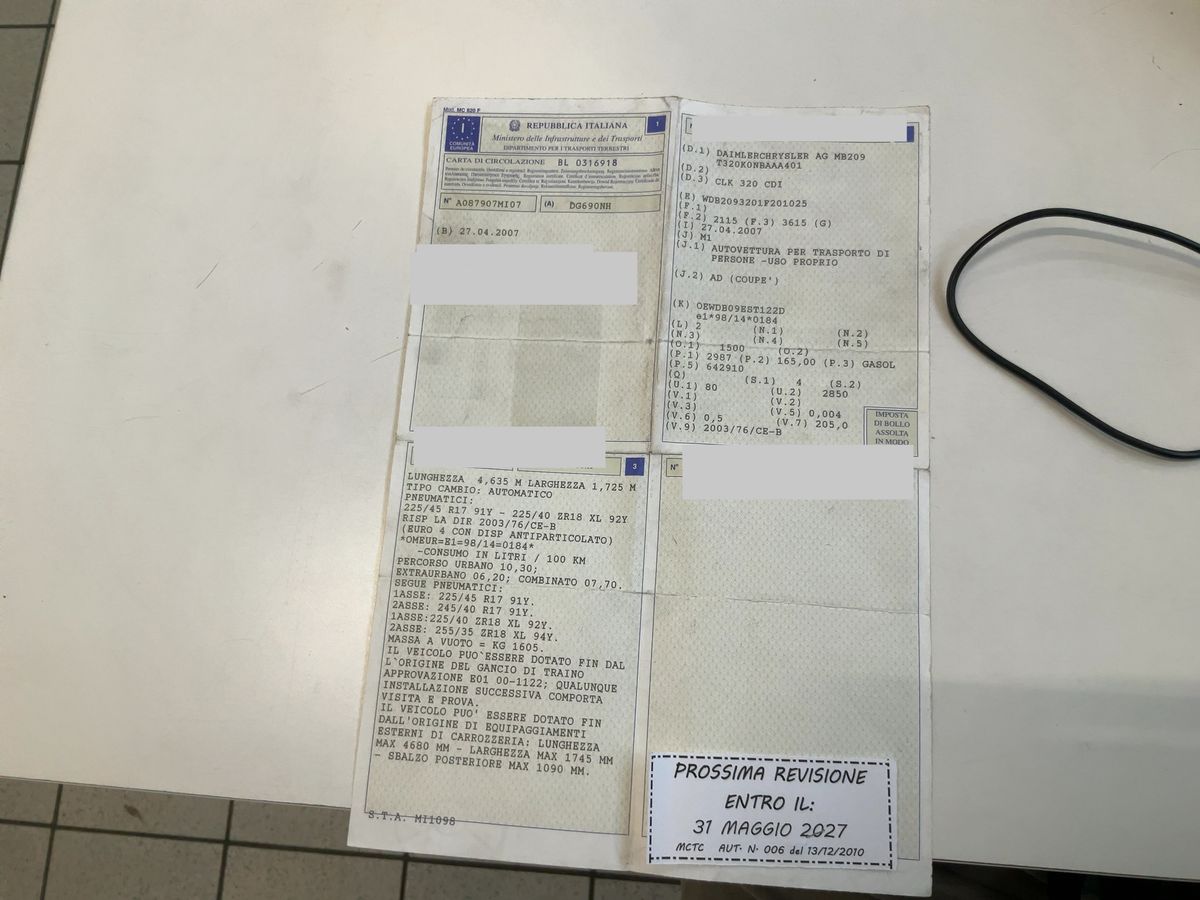 Mod. MC 820 F
I
COMUNITÀ
EUROPEA
REPUBBLICA ITALIANA
1
Ministero delle Infrastrutture e dei Trasporti
DIPARTIMENTO PER I TRASPORTI TERRESTRI
CARTA DI CIRCOLAZIONE BL 0316918
N° A087907MI07 (A) DG690NH
(B) 27.04.2007
(D.1) DAIMLERCHRYSLER AG MB209
(D.2) T320K0NBAAA401
(D.3) CLK 320 CDI
(E) WDB2093201F201025
(F.1)
(F.2) 2115 (F.3) 3615 (G)
(I) 27.04.2007
(J) M1
(J.1) AUTOVETTURA PER TRASPORTO DI
PERSONE -USO PROPRIO
(J.2) AD (COUPE')
(K) OEWDB09EST122D
e1*98/14*0184
(L) 2 (N.1) (N.2)
(N.3) (N.4) (N.5)
(O.1) 1500 (O.2)
(P.1) 2987 (P.2) 165,00 (P.3) GASOL
(P.5) 642910
(Q) (S.1) 4 (S.2)
(U.1) 80 (U.2) 2850
(V.1) (V.2)
(V.3) (V.5) 0,004
(V.6) 0,5 (V.7) 205,0
(V.9) 2003/76/CE-B
IMPOSTA
DI BOLLO
ASSOLTA
IN MODO
3
LUNGHEZZA 4,635 M LARGHEZZA 1,725 M
TIPO CAMBIO: AUTOMATICO
PNEUMATICI:
225/45 R17 91Y - 225/40 ZR18 XL 92Y
RISP LA DIR 2003/76/CE-B
(EURO 4 CON DISP ANTIPARTICOLATO)
*OMEUR=E1=98/14=0184*
-CONSUMO IN LITRI / 100 KM
PERCORSO URBANO 10,30;
EXTRAURBANO 06,20; COMBINATO 07,70.
SEGUE PNEUMATICI:
1ASSE: 225/45 R17 91Y.
2ASSE: 245/40 R17 91Y.
1ASSE:225/40 ZR18 XL 92Y.
2ASSE: 255/35 ZR18 XL 94Y.
MASSA A VUOTO = KG 1605.
IL VEICOLO PUO`ESSERE DOTATO FIN DAL
L`ORIGINE DEL GANCIO DI TRAINO
APPROVAZIONE E01 00-1122; QUALUNQUE
INSTALLAZIONE SUCCESSIVA COMPORTA
VISITA E PROVA.
IL VEICOLO PUO' ESSERE DOTATO FIN
DALL'ORIGINE DI EQUIPAGGIAMENTI
ESTERNI DI CARROZZERIA: LUNGHEZZA
MAX 4680 MM - LARGHEZZA MAX 1745 MM
- SBALZO POSTERIORE MAX 1090 MM.
S.T.A. MI1098
N°
PROSSIMA REVISIONE
ENTRO IL:
31 MAGGIO 2027
MCTC AUT. N. 006 del 13/12/2010